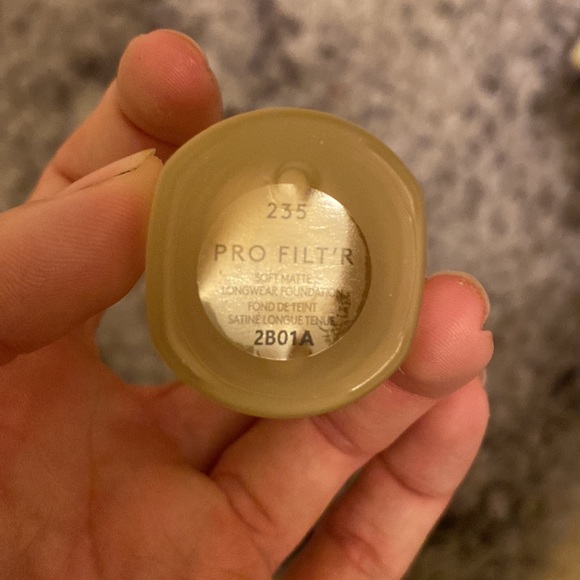 235
PRO FILT'R
SOFT MATTE
LONGWEAR FOUNDATION
FOND DE TEINT
SATINÉ LONGUE TENUE
2B01A